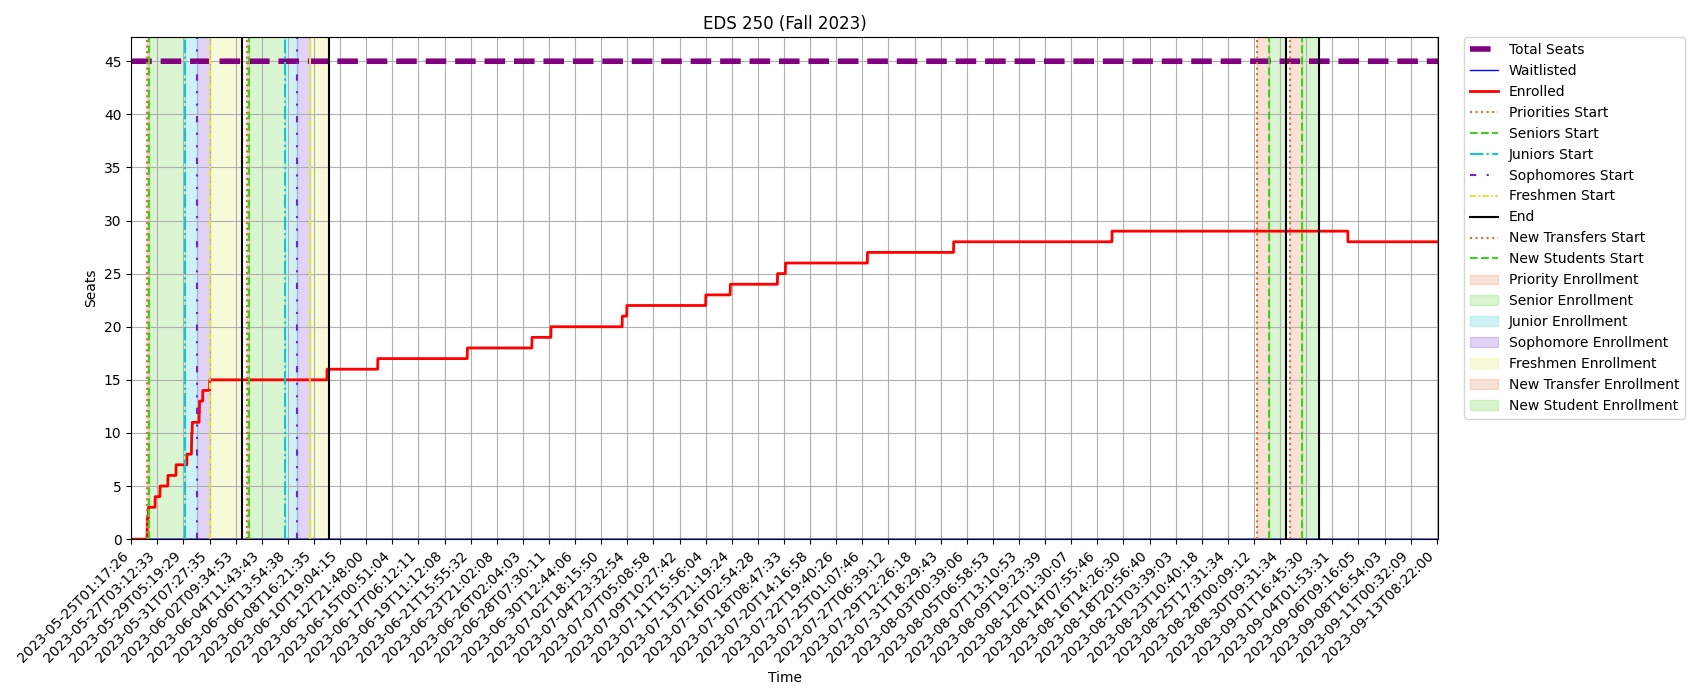 EDS 250 (Fall 2023)
Seats
45
40
35
30
25
20
15
10
5
0
2023-05-25T01:17:26
2023-05-27T03:12:33
2023-05-29T05:19:29
2023-05-31T07:27:35
2023-06-02T09:34:53
2023-06-04T11:43:43
2023-06-06T13:54:38
2023-06-08T16:21:35
2023-06-10T19:04:15
2023-06-12T21:48:00
2023-06-15T00:51:04
2023-06-17T06:12:11
2023-06-19T11:12:08
2023-06-21T15:55:32
2023-06-23T21:02:08
2023-06-26T02:04:03
2023-06-28T07:30:11
2023-06-30T12:44:06
2023-07-02T18:15:50
2023-07-04T23:32:54
2023-07-07T05:08:58
2023-07-09T10:27:42
2023-07-11T15:56:04
2023-07-13T21:19:24
2023-07-16T02:54:28
2023-07-18T08:47:33
2023-07-20T14:16:58
2023-07-22T19:40:26
2023-07-25T01:07:46
2023-07-27T06:39:12
2023-07-29T12:26:18
2023-07-31T18:29:43
2023-08-03T00:39:06
2023-08-05T06:58:53
2023-08-07T13:10:53
2023-08-09T19:23:39
2023-08-12T01:30:07
2023-08-14T07:55:46
2023-08-16T14:26:30
2023-08-18T20:56:40
2023-08-21T03:39:03
2023-08-23T10:40:18
2023-08-25T17:31:34
2023-08-28T00:09:12
2023-08-30T09:31:34
2023-09-01T16:45:30
2023-09-04T01:53:31
2023-09-06T09:16:05
2023-09-08T16:54:03
2023-09-11T00:32:09
2023-09-13T08:22:00
Time
Total Seats
Waitlisted
Enrolled
Priorities Start
Seniors Start
Juniors Start
Sophomores Start
Freshmen Start
End
New Transfers Start
New Students Start
Priority Enrollment
Senior Enrollment
Junior Enrollment
Sophomore Enrollment
Freshmen Enrollment
New Transfer Enrollment
New Student Enrollment